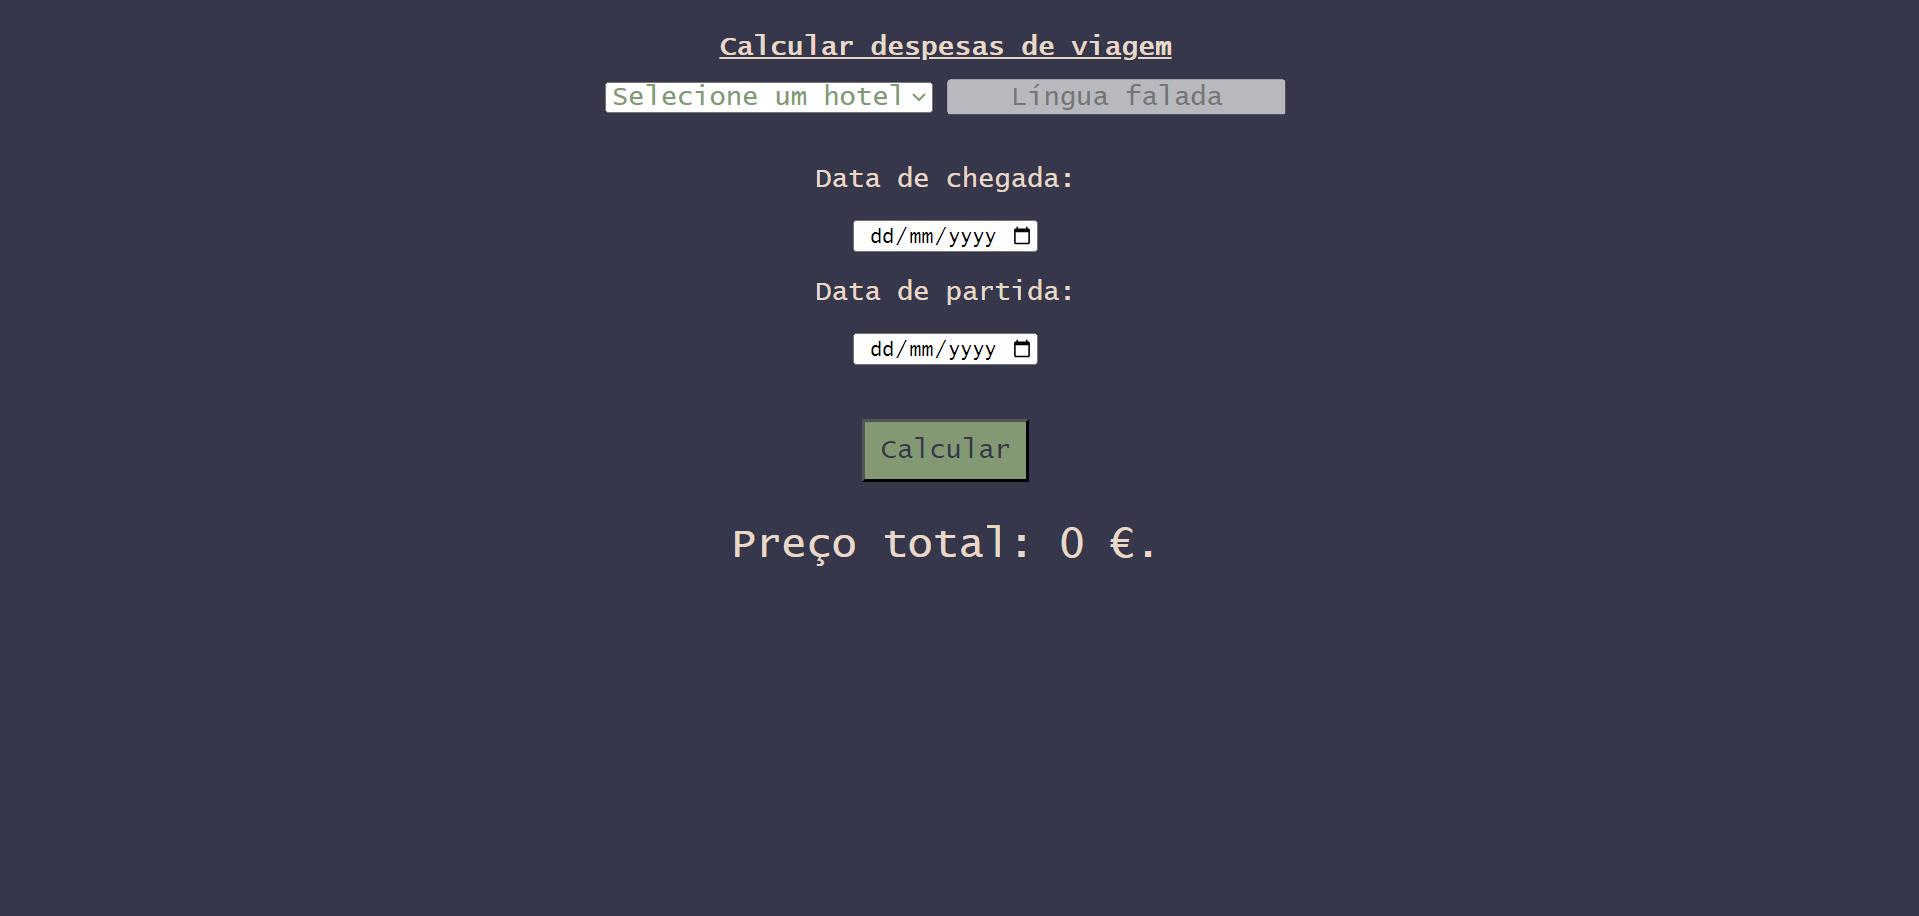 Calcular despesas de viagem
Selecione um hotel Língua falada
Data de chegada:
dd/mm/yyyy
Data de partida:
dd/mm/yyyy
Calcular
Preço total: 0 €.